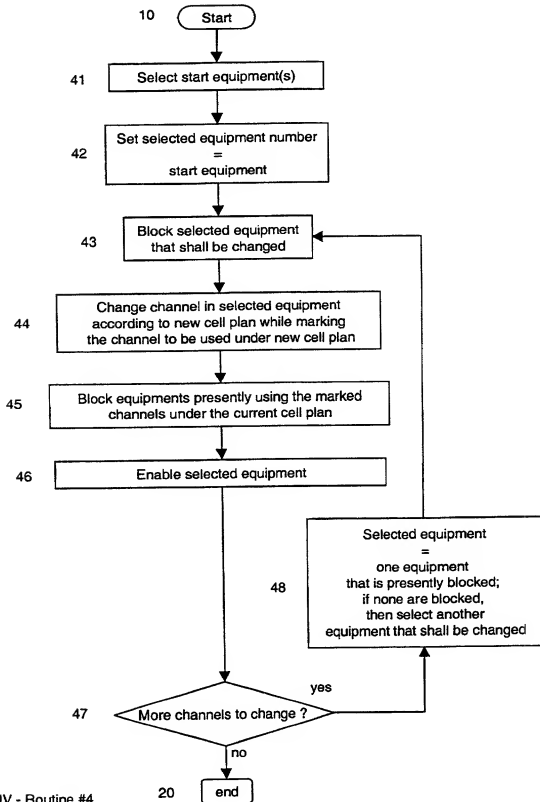 10 Start
41 Select start equipment(s)
42 Set selected equipment number
=
start equipment
43 Block selected equipment
that shall be changed
44 Change channel in selected equipment
according to new cell plan while marking
the channel to be used under new cell plan
45 Block equipments presently using the marked
channels under the current cell plan
46 Enable selected equipment
48 Selected equipment
=
one equipment
that is presently blocked;
if none are blocked,
then select another
equipment that shall be changed
yes
47 More channels to change ?
no
20 end
IV - Routine #4